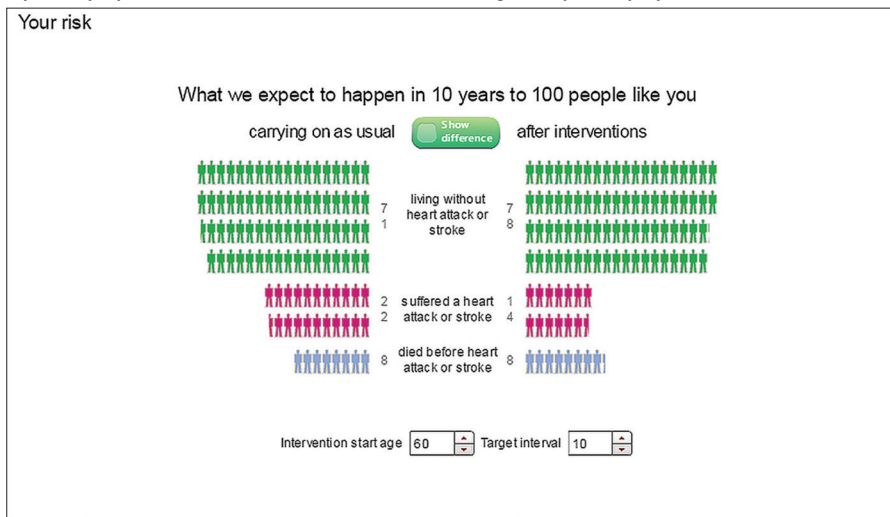 Your risk
What we expect to happen in 10 years to 100 people like you
carrying on as usual
Show
difference
after interventions
7
1
living without
heart attack or
stroke
7
8
2
2
suffered a heart
attack or stroke
1
4
8
died before heart
attack or stroke
8
Intervention start age 60 Target interval 10